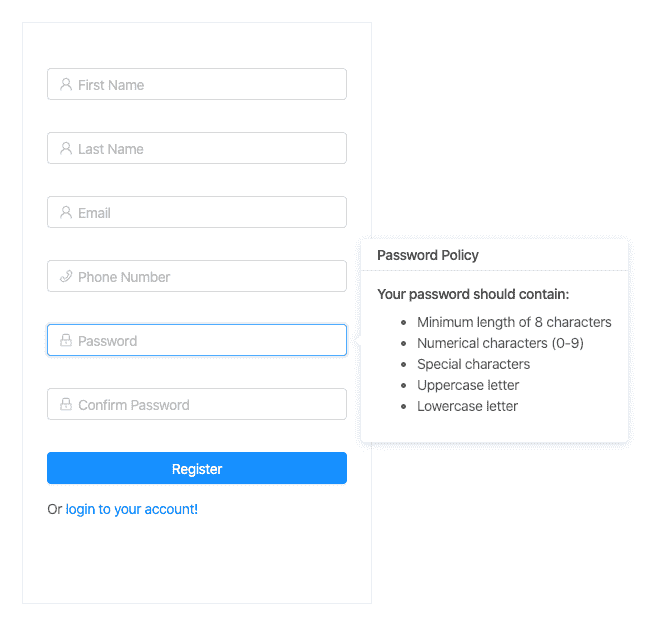 First Name
Last Name
Email
Phone Number
Password
Confirm Password
Register
Or login to your account!
Password Policy
Your password should contain:
Minimum length of 8 characters
Numerical characters (0-9)
Special characters
Uppercase letter
Lowercase letter